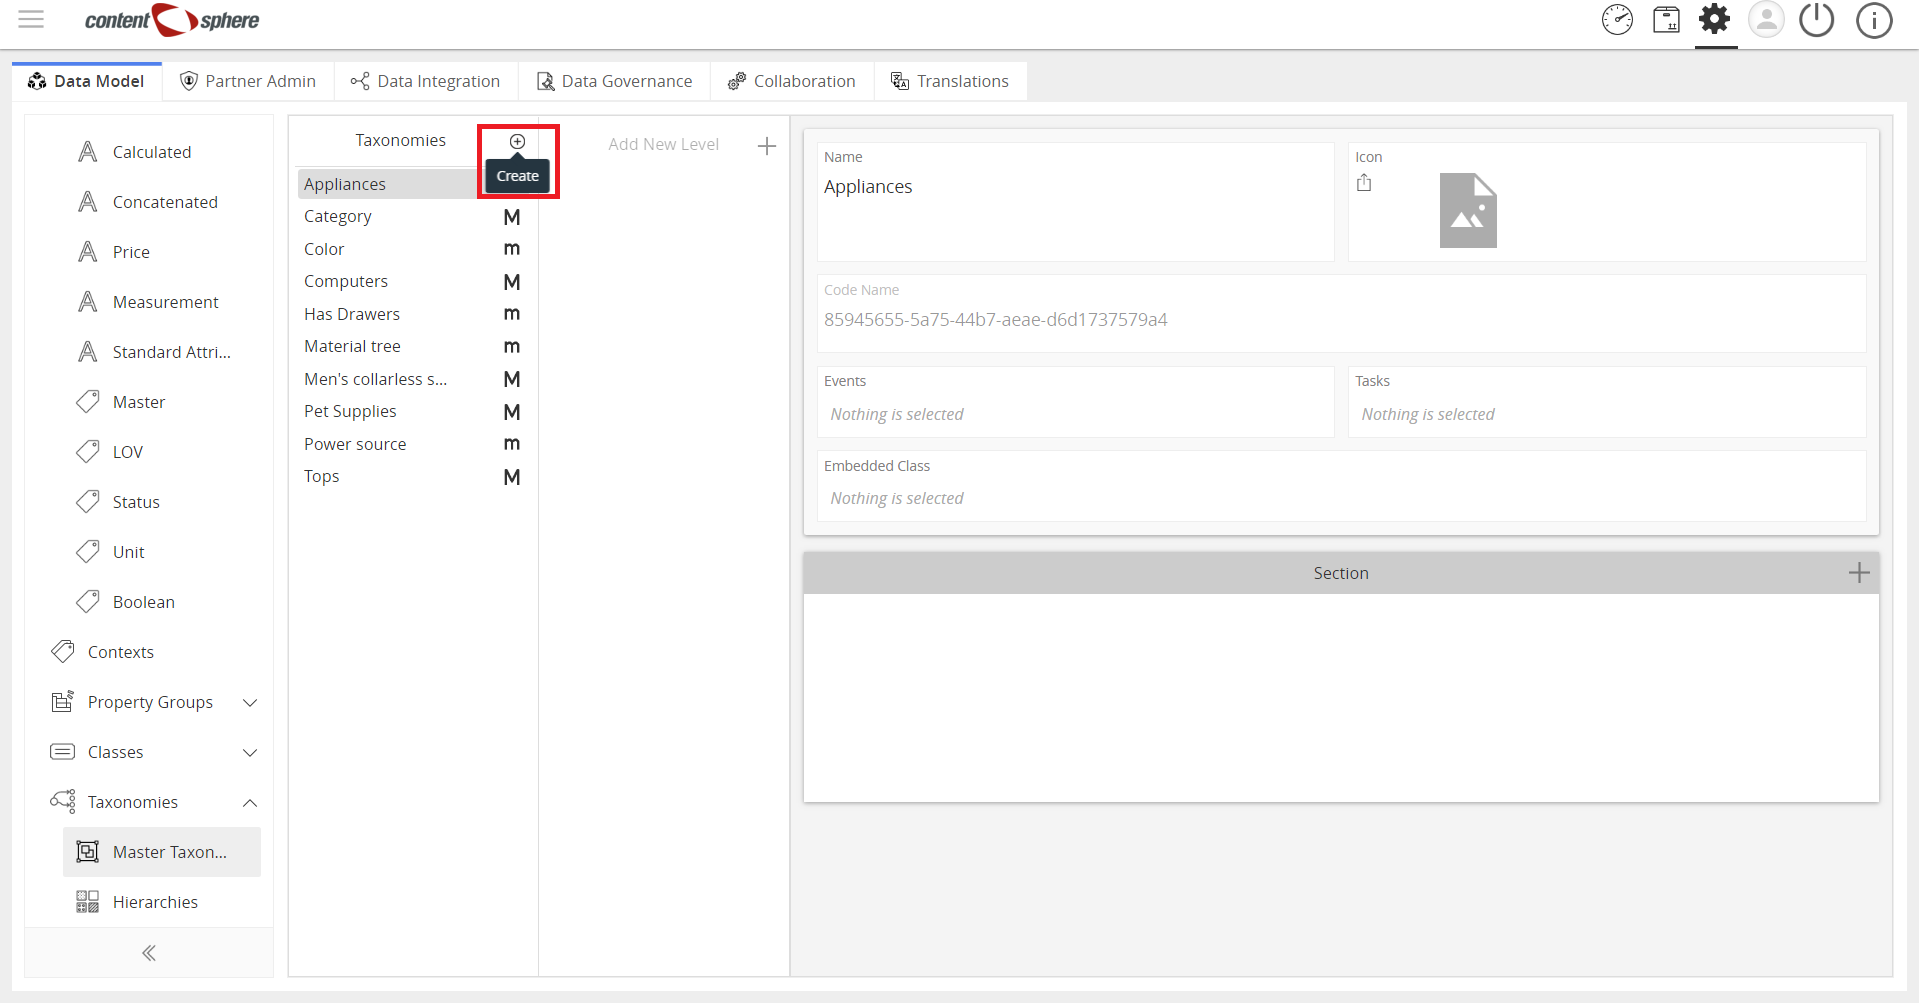 content sphere
Data Model
Partner Admin
Data Integration
Data Governance
Collaboration
Translations
Calculated
Concatenated
Price
Measurement
Standard Attri...
Master
LOV
Status
Unit
Boolean
Contexts
Property Groups
Classes
Taxonomies
Master Taxon...
Hierarchies
Taxonomies
Create
Appliances
Category M
Color m
Computers M
Has Drawers m
Material tree m
Men's collarless s... M
Pet Supplies M
Power source m
Tops M
Add New Level
Name
Appliances
Icon
Code Name
85945655-5a75-44b7-aeae-d6d1737579a4
Events
Nothing is selected
Tasks
Nothing is selected
Embedded Class
Nothing is selected
Section